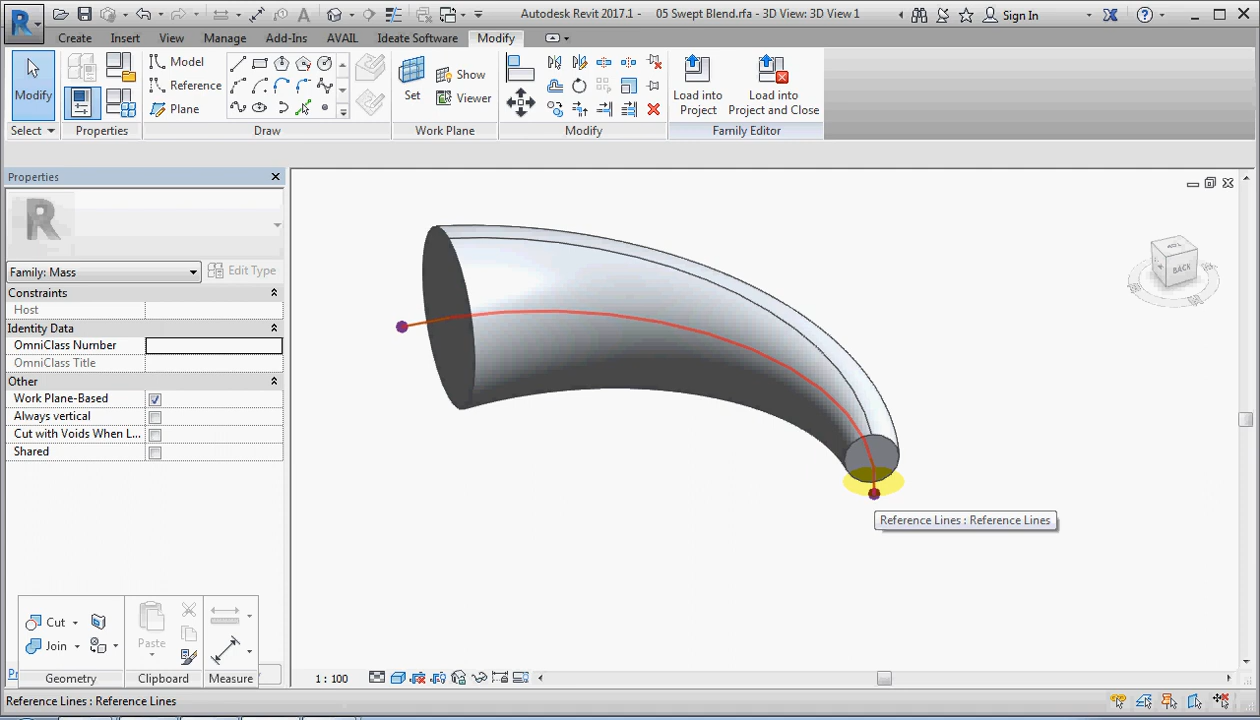 Autodesk Revit 2017.1 - 05 Swept Blend.rfa - 3D View: 3D View 1
Sign In
Create Insert View Manage Add-Ins AVAIL Ideate Software Modify
Modify
Select
Properties
Model
Reference
Plane
Draw
Set
Show
Viewer
Work Plane
Modify
Load into
Project
Load into
Project and Close
Family Editor
Properties
R
Family: Mass
Edit Type
Constraints
Host
Identity Data
OmniClass Number
OmniClass Title
Other
Work Plane-Based
Always vertical
Cut with Voids When L...
Shared
BACK
Reference Lines : Reference Lines
Cut
Join
Geometry
Paste
Clipboard
Measure
1 : 100
Reference Lines : Reference Lines